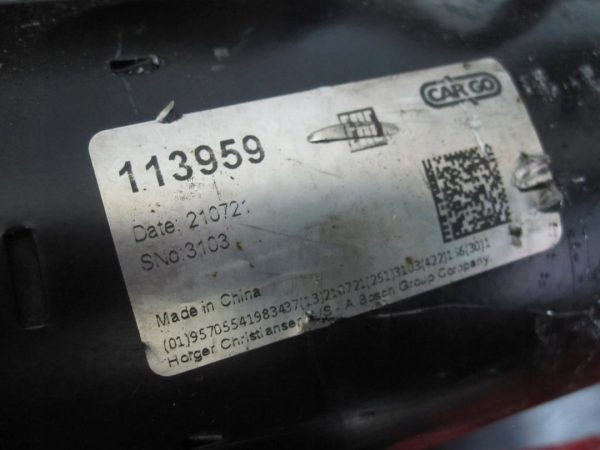 CARGO
113959
Date: 210721
SNo:3103
Made in China
(01)95705541983437(13)210721(251)3103(422)156(30)1
Holger Christiansen A/S - A Bosch Group Company